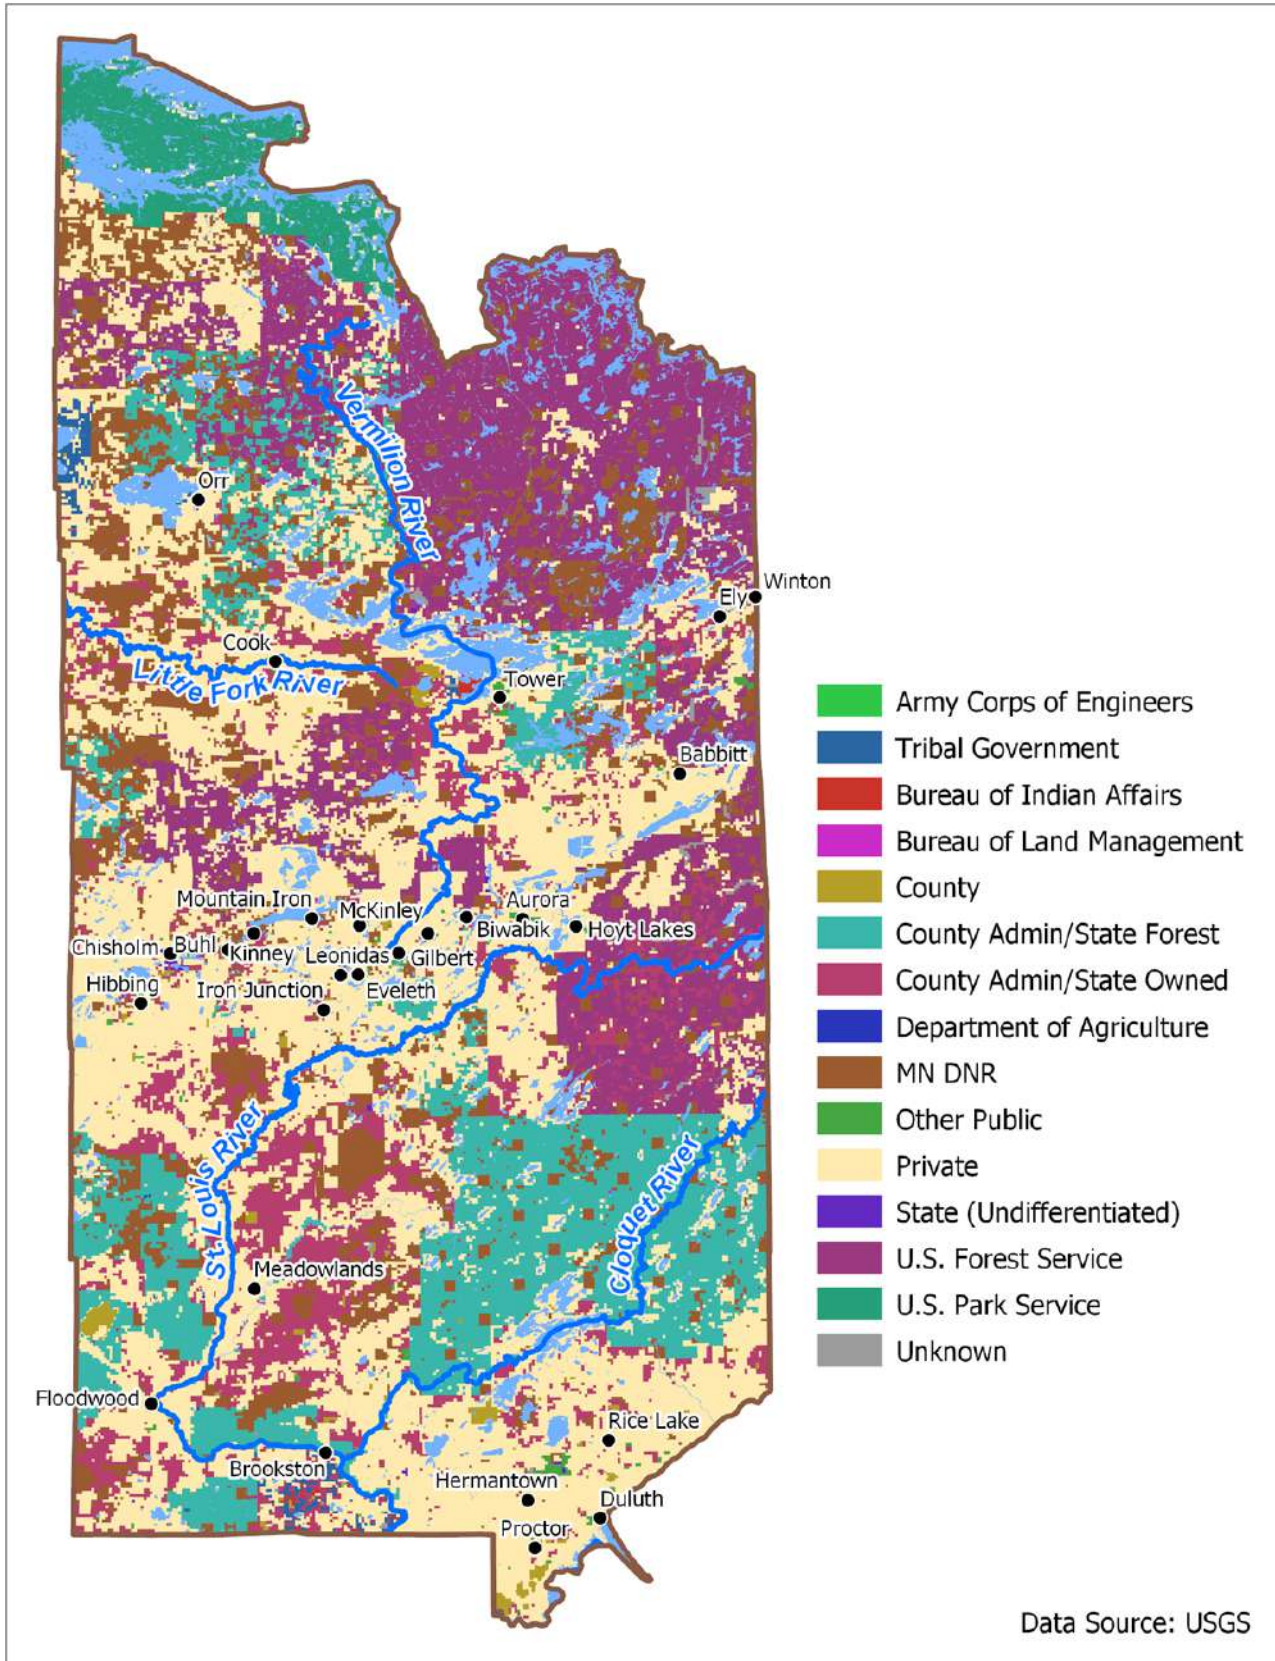 Vermilion River
Orr
Winton
Ely
Cook
Little Fork River
Tower
Babbitt
Army Corps of Engineers
Tribal Government
Bureau of Indian Affairs
Bureau of Land Management
County
County Admin/State Forest
County Admin/State Owned
Department of Agriculture
MN DNR
Other Public
Private
State (Undifferentiated)
U.S. Forest Service
U.S. Park Service
Unknown
Mountain Iron
McKinley
Aurora
Biwabik
Hoyt Lakes
Chisholm
Buhl
Kinney
Leonidas
Gilbert
Hibbing
Iron Junction
Eveleth
St. Louis River
Cloquet River
Meadowlands
Floodwood
Rice Lake
Brookston
Hermantown
Duluth
Proctor
Data Source: USGS